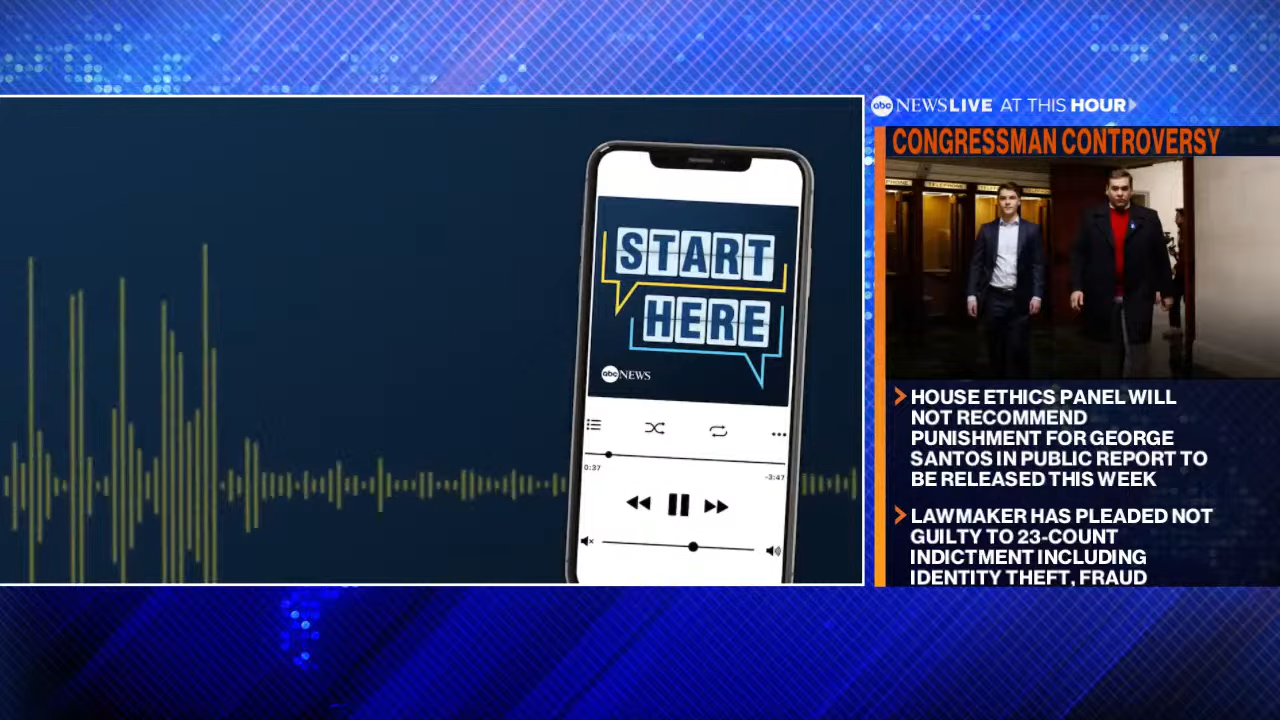 abc NEWS LIVE AT THIS HOUR
CONGRESSMAN CONTROVERSY
START
HERE
abc NEWS
0:37
-3:47
TELEPHONE
HOUSE ETHICS PANEL WILL
NOT RECOMMEND
PUNISHMENT FOR GEORGE
SANTOS IN PUBLIC REPORT TO
BE RELEASED THIS WEEK
LAWMAKER HAS PLEADED NOT
GUILTY TO 23-COUNT
INDICTMENT INCLUDING
IDENTITY THEFT, FRAUD